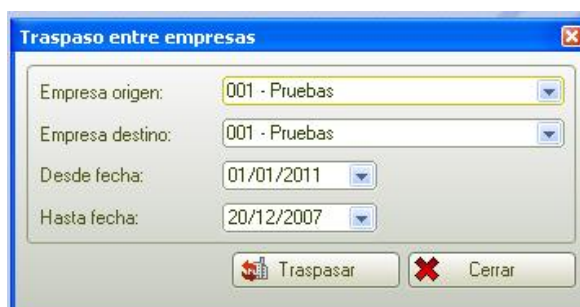 Traspaso entre empresas
Empresa origen: 001 - Pruebas
Empresa destino: 001 - Pruebas
Desde fecha: 01/01/2011
Hasta fecha: 20/12/2007
Traspasar Cerrar